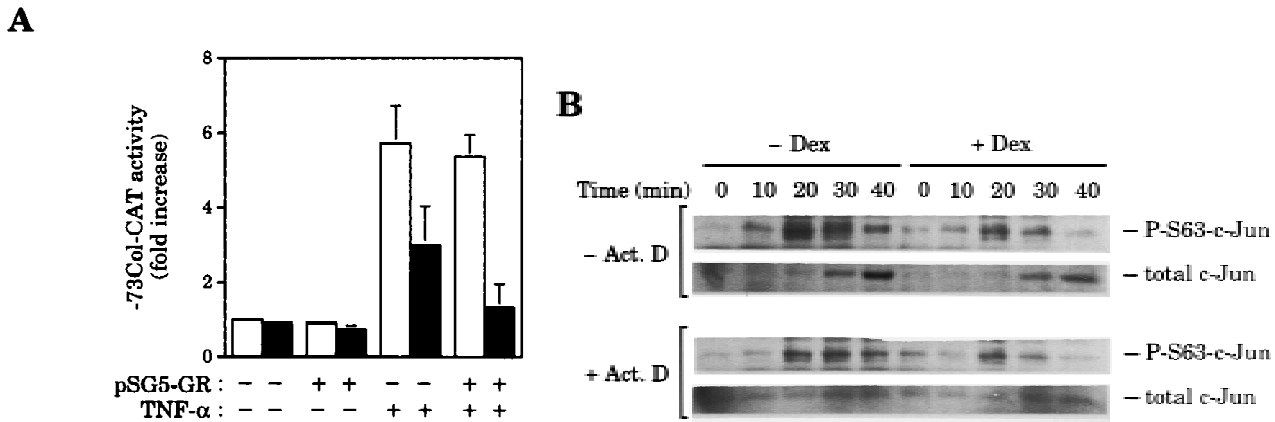 A
8
6
4
2
0
-73Col-CAT activity
(fold increase)
pSG5-GR : − − + + − − + +
TNF-α : − − − − + + + +
B
− Dex + Dex
Time (min) 0 10 20 30 40 0 10 20 30 40
− Act. D
− P-S63-c-Jun
− total c-Jun
+ Act. D
− P-S63-c-Jun
− total c-Jun